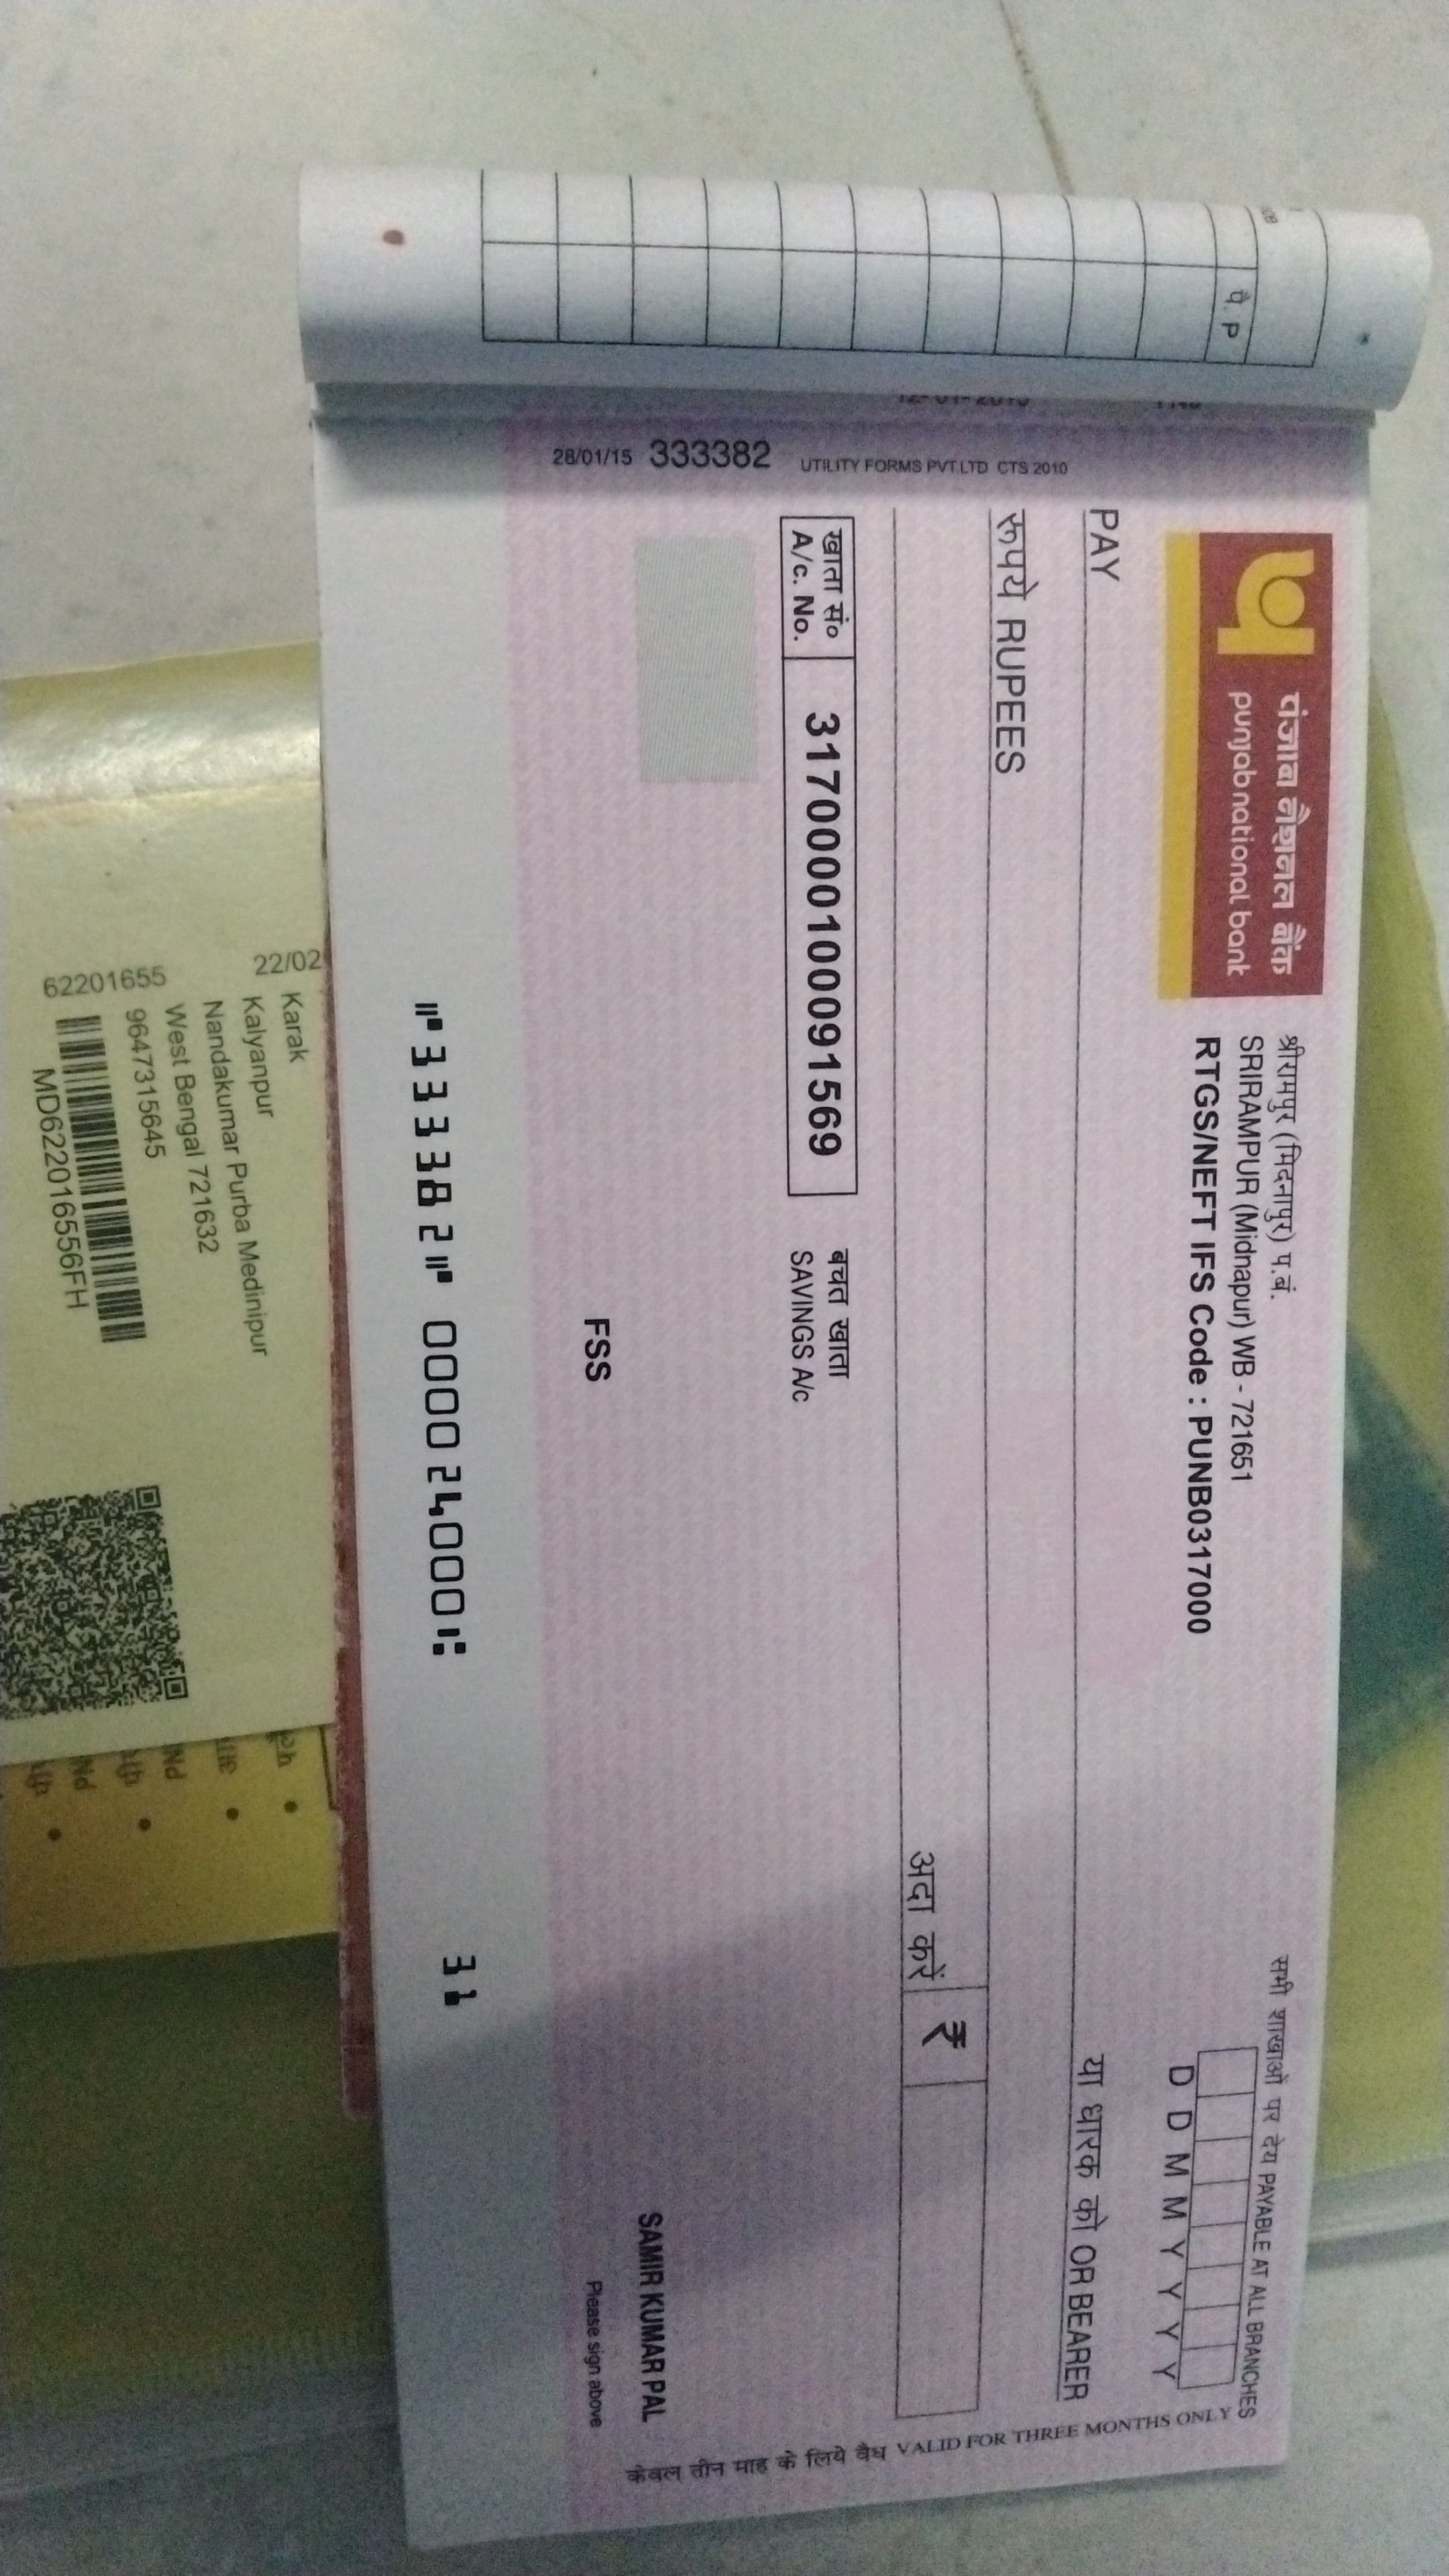 पै. P
28/01/15 333382 UTILITY FORMS PVT.LTD CTS 2010
पंजाब नैशनल बैंक
punjab national bank
श्रीरामपुर (मिदनापुर) प.बं.
SRIRAMPUR (Midnapur) WB - 721651
RTGS/NEFT IFS Code : PUNB0317000
सभी शाखाओं पर देय PAYABLE AT ALL BRANCHES
D D M M Y Y Y Y
PAY
या धारक को OR BEARER
रूपये RUPEES
अदा करें ₹
खाता सं०
A/c. No.
3170000100091569
बचत खाता
SAVINGS A/c
FSS
SAMIR KUMAR PAL
Please sign above
केवल तीन माह के लिये वैध VALID FOR THREE MONTHS ONLY
⑈333382⑈ 000024000⑆ 31
22/02
Karak
Kalyanpur
Nandakumar Purba Medinipur
West Bengal 721632
9647315645
62201655
MD622016556FH